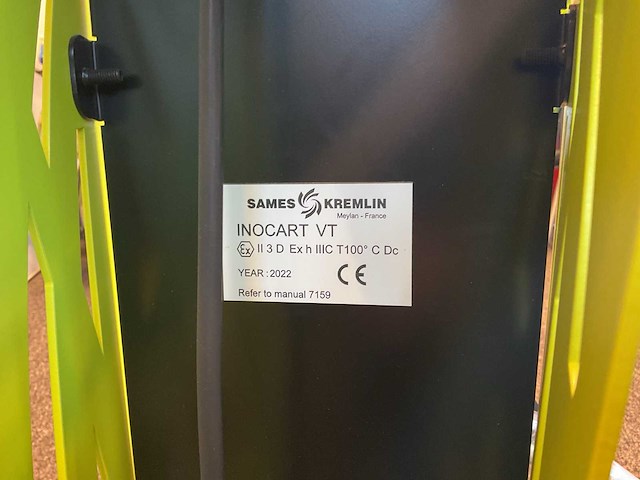 SAMES KREMLIN
Meylan - France
INOCART VT
Ex II 3 D Ex h IIIC T100° C Dc
YEAR : 2022 CE
Refer to manual 7159